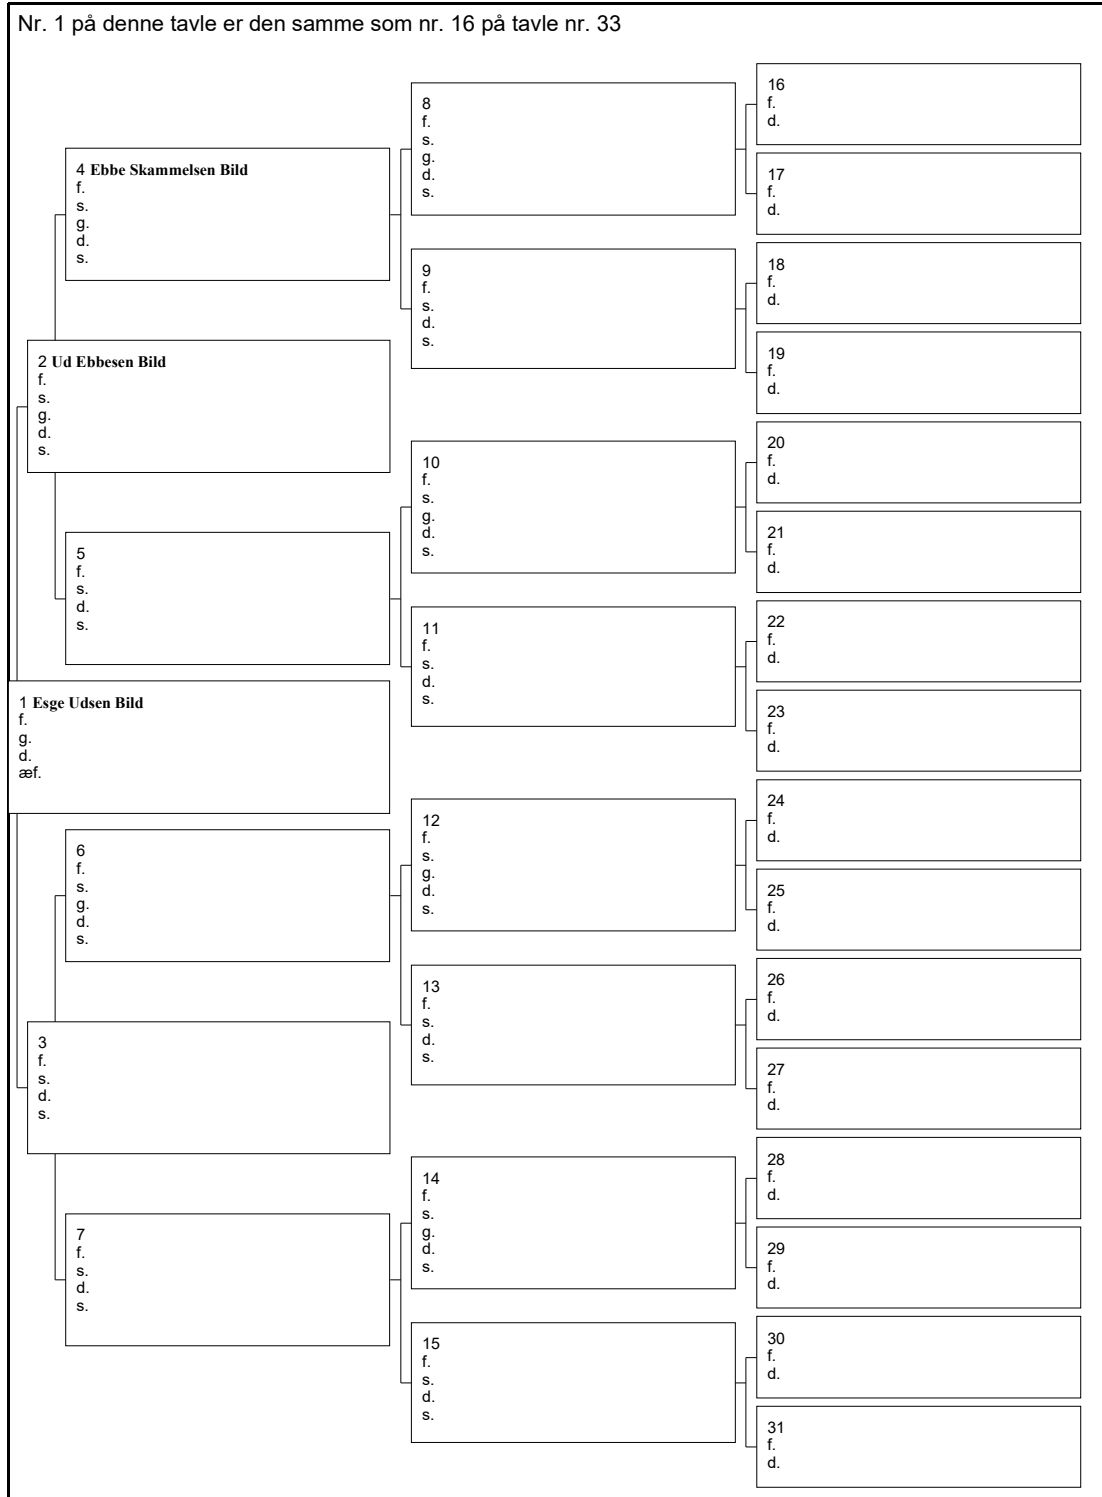 Nr. 1 på denne tavle er den samme som nr. 16 på tavle nr. 33
4 Ebbe Skammelsen Bild
f.
s.
g.
d.
s.
2 Ud Ebbesen Bild
f.
s.
g.
d.
s.
5
f.
s.
d.
s.
1 Esge Udsen Bild
f.
g.
d.
æf.
6
f.
s.
g.
d.
s.
3
f.
s.
d.
s.
7
f.
s.
d.
s.
8
f.
s.
g.
d.
s.
9
f.
s.
d.
s.
10
f.
s.
g.
d.
s.
11
f.
s.
d.
s.
12
f.
s.
g.
d.
s.
13
f.
s.
d.
s.
14
f.
s.
g.
d.
s.
15
f.
s.
d.
s.
16
f.
d.
17
f.
d.
18
f.
d.
19
f.
d.
20
f.
d.
21
f.
d.
22
f.
d.
23
f.
d.
24
f.
d.
25
f.
d.
26
f.
d.
27
f.
d.
28
f.
d.
29
f.
d.
30
f.
d.
31
f.
d.